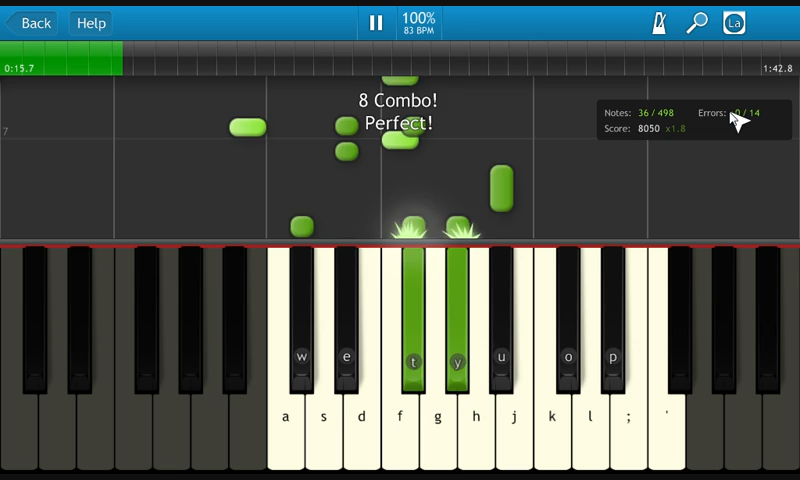 Back
Help
100%
83 BPM
La
0:15.7
1:42.8
8 Combo!
Perfect!
7
Notes: 36 / 498 Errors: 0 / 14
Score: 8050 x1.8
w e t y u o p
a s d f g h j k l ; '